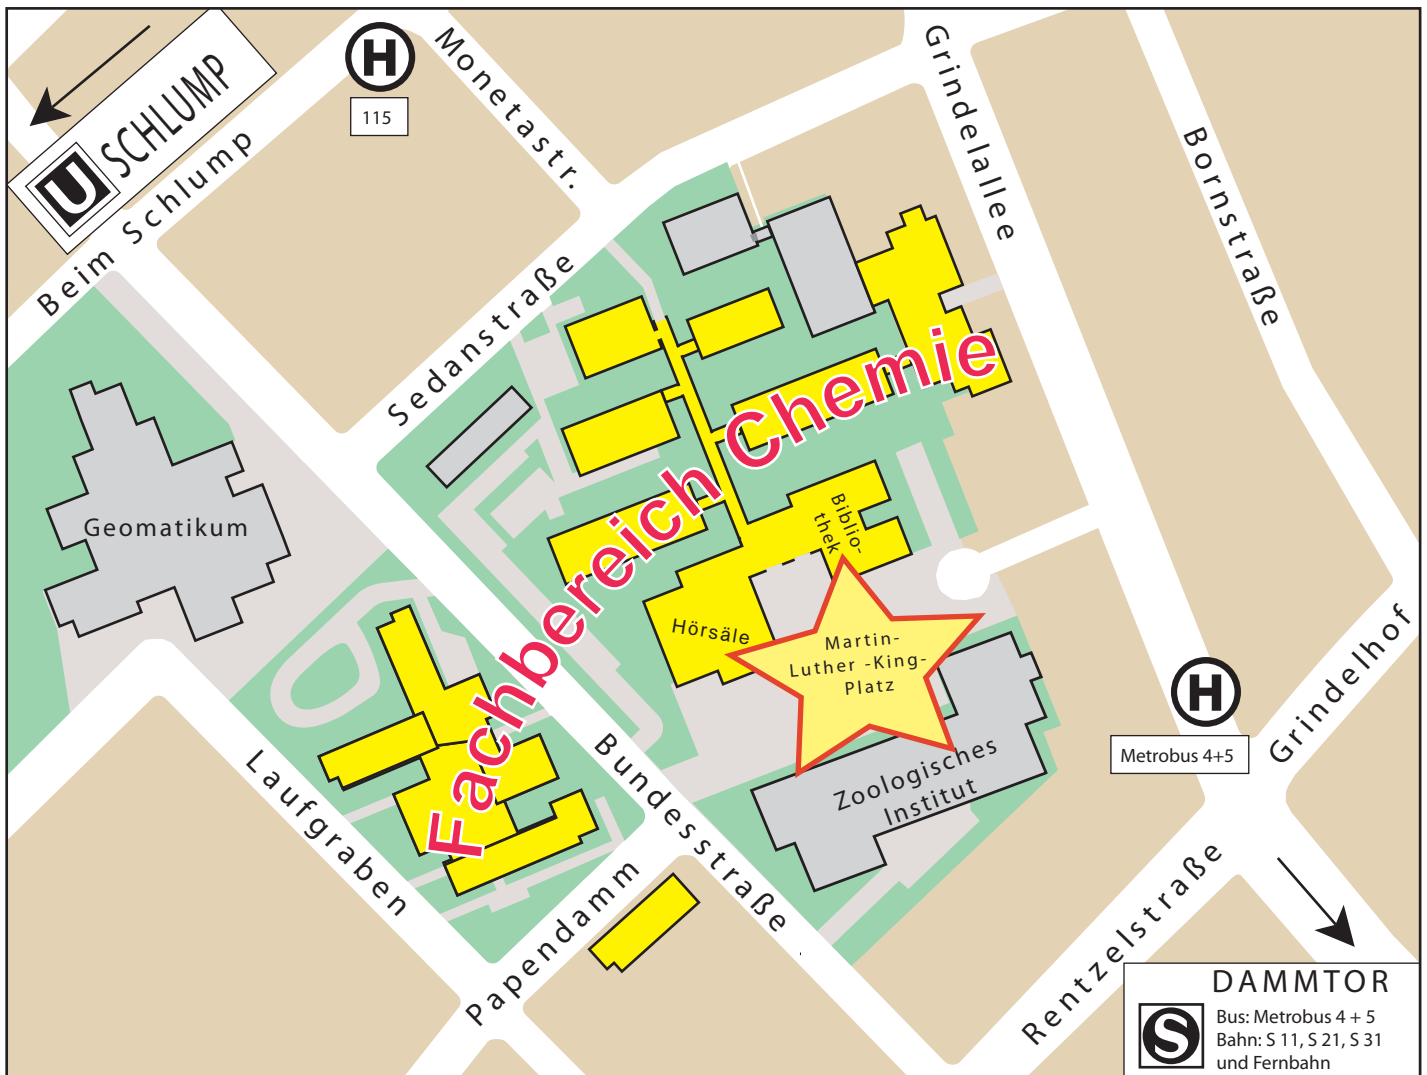 U SCHLUMP
H
115
Monetastr.
Beim Schlump
Grindelallee
Bornstraße
Sedanstraße
Geomatikum
Fachbereich Chemie
Biblio-
thek
Hörsäle
Martin-
Luther -King-
Platz
Zoologisches
Institut
H
Metrobus 4+5
Grindelhof
Laufgraben
Bundesstraße
Papendamm
Rentzelstraße
DAMMTOR
S
Bus: Metrobus 4 + 5
Bahn: S 11, S 21, S 31
und Fernbahn